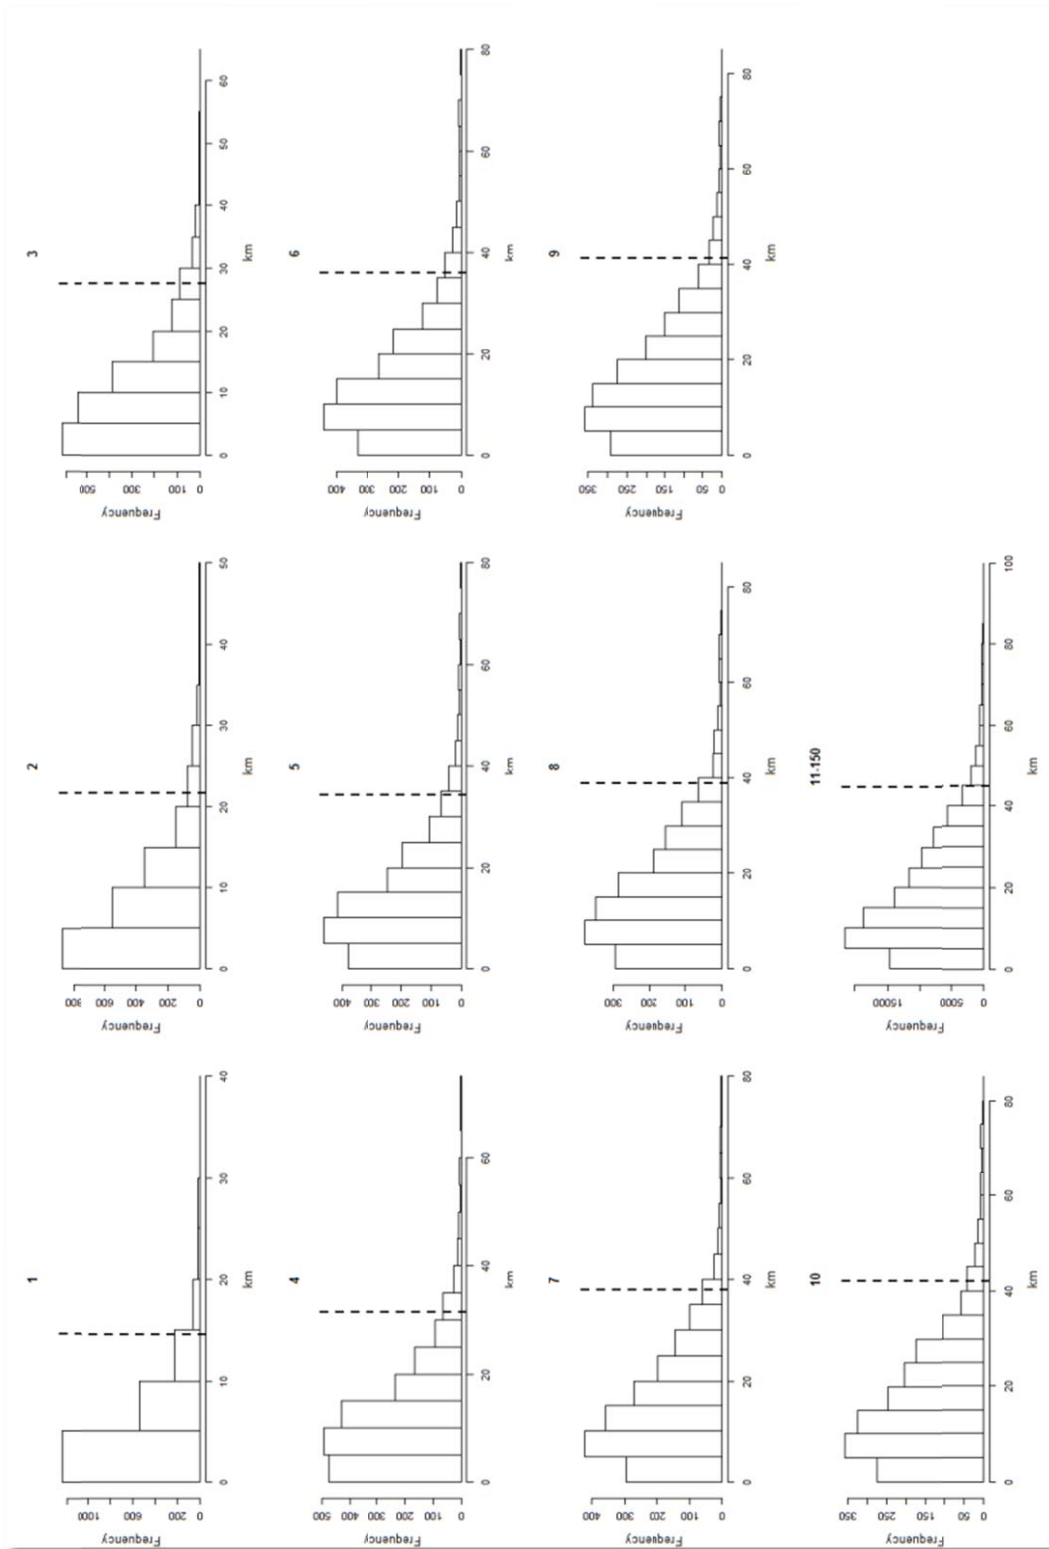 1
Frequency
0 200 600 1000
0 10 20 30 40
km
2
Frequency
0 200 400 600 800
0 10 20 30 40 50
km
3
Frequency
0 100 300 500
0 10 20 30 40 50 60
km
4
Frequency
0 100 200 300 400 500
0 20 40 60
km
5
Frequency
0 100 200 300 400
0 20 40 60 80
km
6
Frequency
0 100 200 300 400
0 20 40 60 80
km
7
Frequency
0 100 200 300 400
0 20 40 60 80
km
8
Frequency
0 100 200 300
0 20 40 60 80
km
9
Frequency
0 50 150 250 350
0 20 40 60 80
km
10
Frequency
0 50 150 250 350
0 20 40 60 80
km
11-150
Frequency
0 5000 15000
0 20 40 60 80 100
km